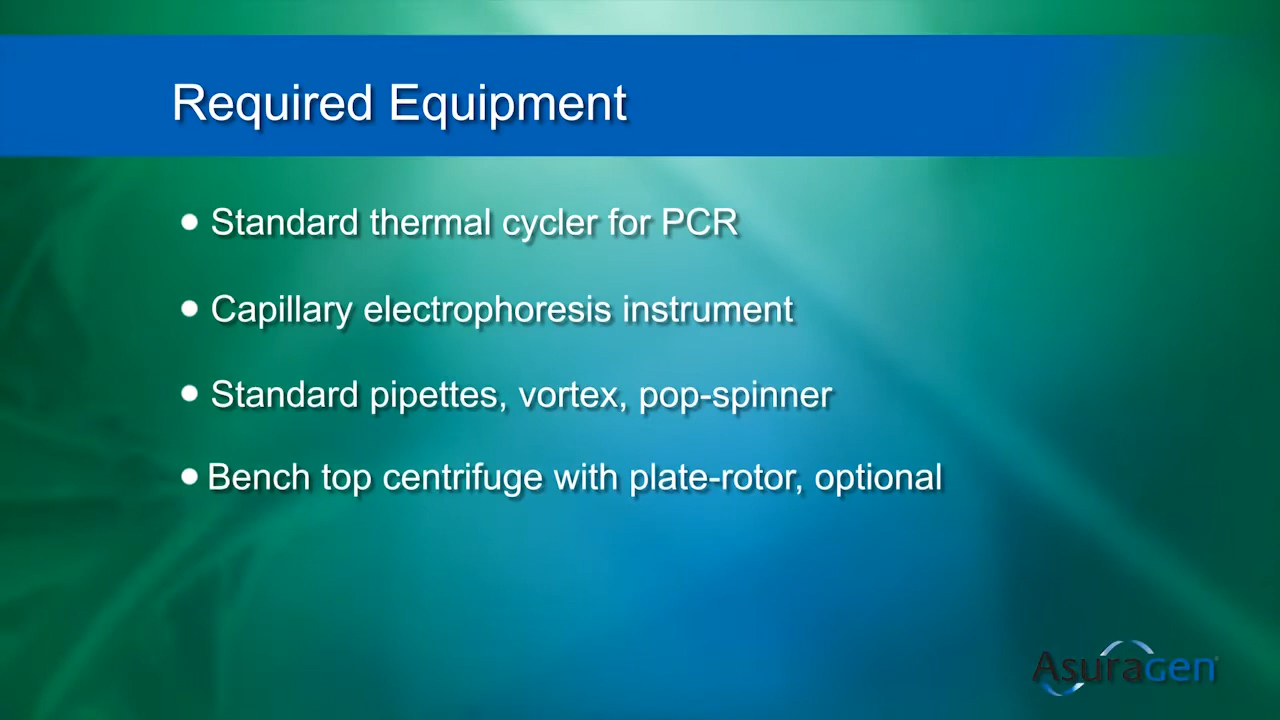 Required Equipment
Standard thermal cycler for PCR
Capillary electrophoresis instrument
Standard pipettes, vortex, pop-spinner
Bench top centrifuge with plate-rotor, optional
Asuragen